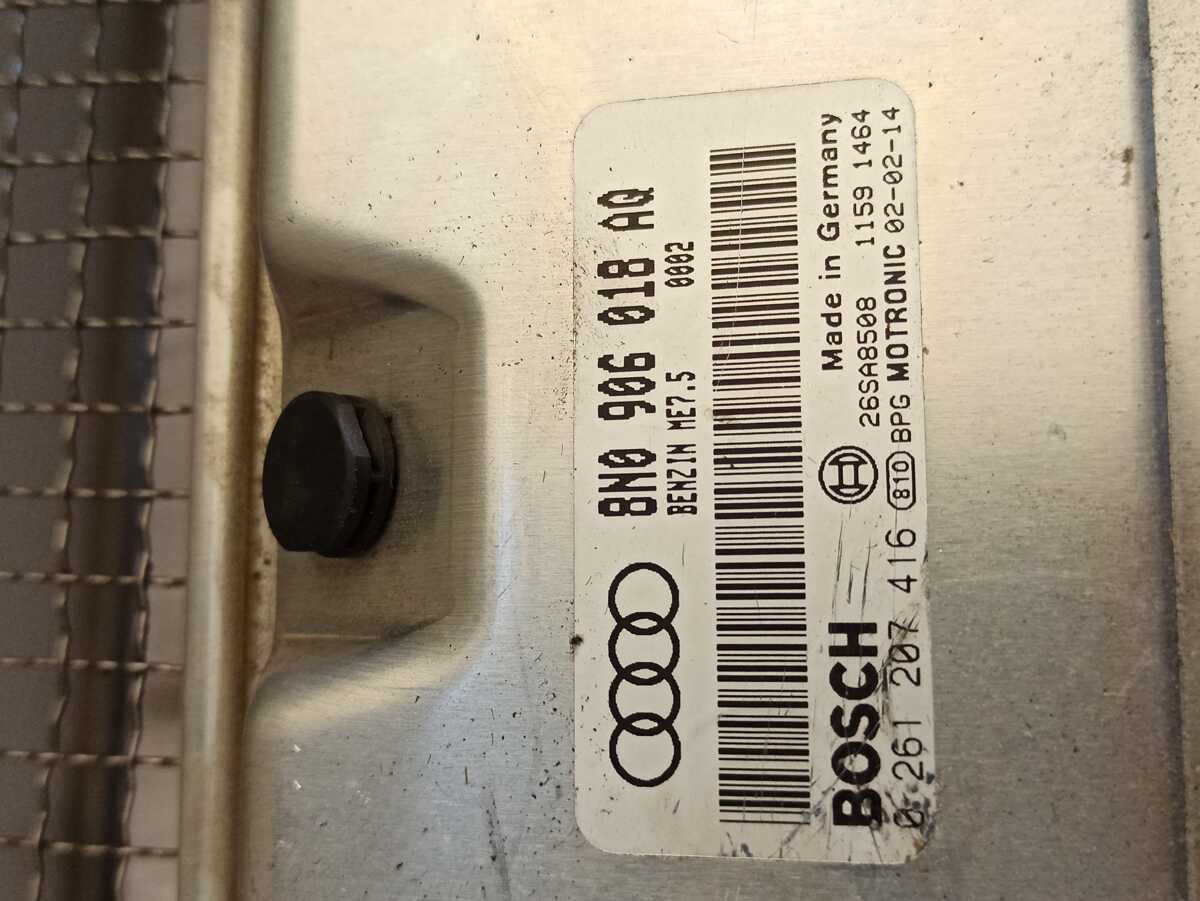 8N0 906 018 AQ
BENZIN ME7.5 0002
Made in Germany
BOSCH 26SA8508 1159 1464
0 261 207 416 810 BPG MOTRONIC 02-02-14